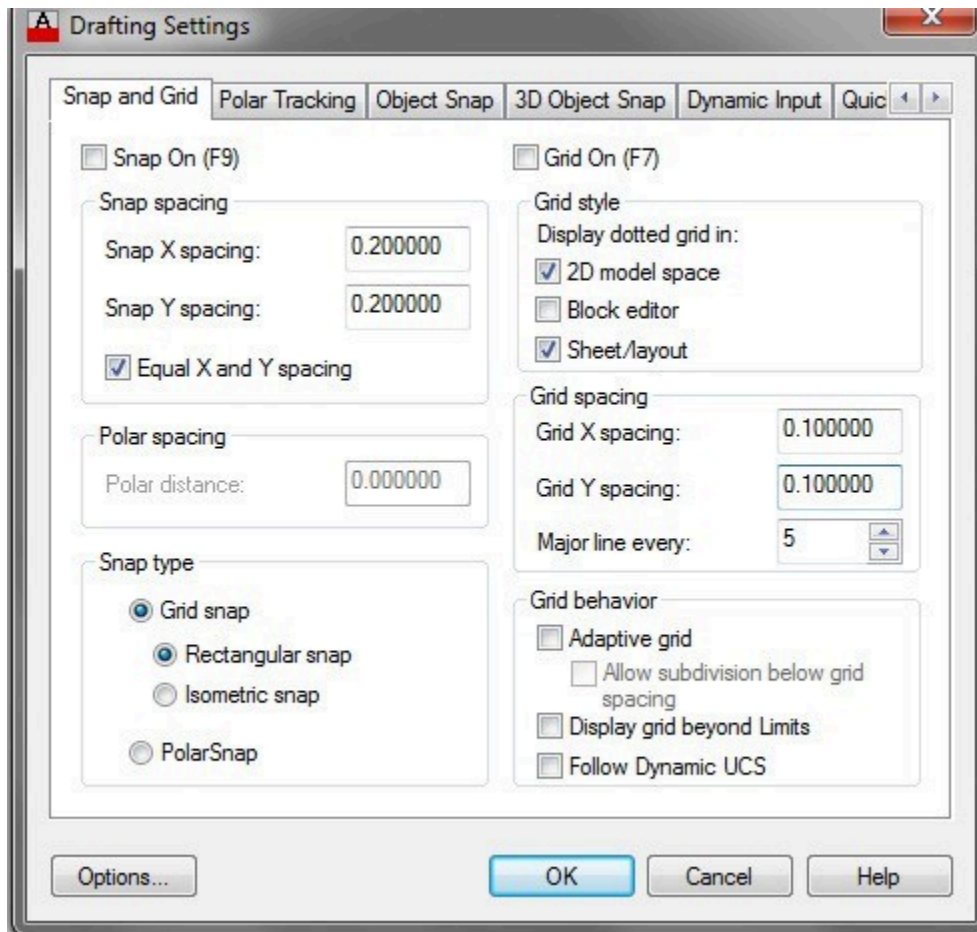 Drafting Settings
Snap and Grid Polar Tracking Object Snap 3D Object Snap Dynamic Input Quic
Snap On (F9)
Snap spacing
Snap X spacing: 0.200000
Snap Y spacing: 0.200000
Equal X and Y spacing
Polar spacing
Polar distance: 0.000000
Snap type
Grid snap
Rectangular snap
Isometric snap
PolarSnap
Grid On (F7)
Grid style
Display dotted grid in:
2D model space
Block editor
Sheet/layout
Grid spacing
Grid X spacing: 0.100000
Grid Y spacing: 0.100000
Major line every: 5
Grid behavior
Adaptive grid
Allow subdivision below grid
spacing
Display grid beyond Limits
Follow Dynamic UCS
Options... OK Cancel Help